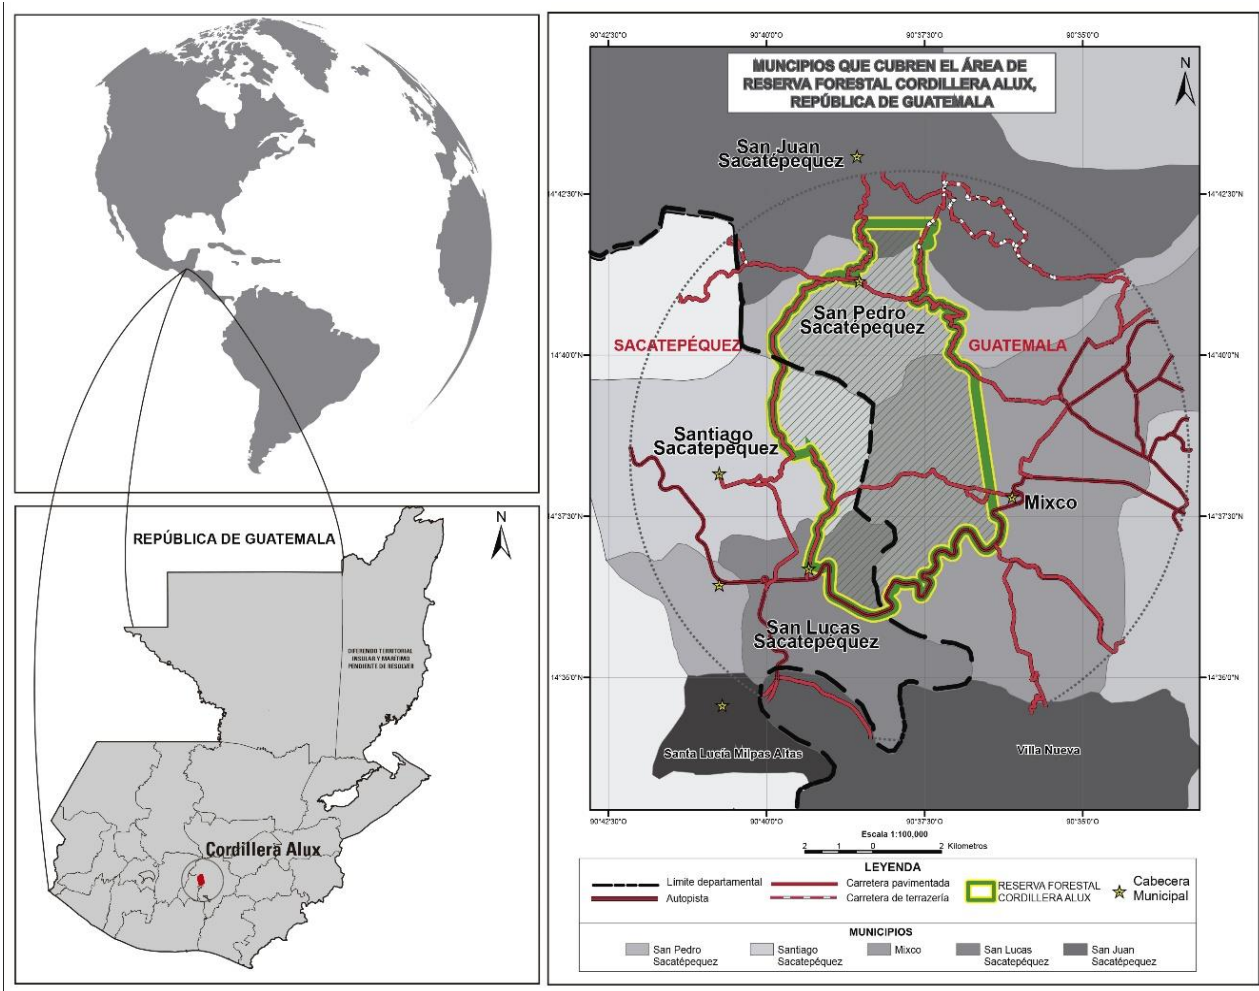 N
REPÚBLICA DE GUATEMALA
DIFERENDO TERRITORIAL
INSULAR Y MARÍTIMO
PENDIENTE DE RESOLVER
Cordillera Alux
90°42'30"O
90°40'0"O
90°37'30"O
90°35'0"O
MUNCIPIOS QUE CUBREN EL ÁREA DE
RESERVA FORESTAL CORDILLERA ALUX,
REPÚBLICA DE GUATEMALA
N
San Juan
Sacatépequez
14°42'30"N
14°42'30"N
San Pedro
Sacatépequez
SACATEPÉQUEZ
GUATEMALA
14°40'0"N
14°40'0"N
Santiago
Sacatepéquez
Mixco
14°37'30"N
14°37'30"N
San Lucas
Sacatepéquez
14°35'0"N
14°35'0"N
Santa Lucía Milpas Altas
Villa Nueva
90°42'30"O
90°40'0"O
90°37'30"O
90°35'0"O
Escala 1:100,000
2 1 0 2 Kilometros
LEYENDA
Limite departamental
Autopista
Carretera pavimentada
Carretera de terrazería
RESERVA FORESTAL
CORDILLERA ALUX
Cabecera
Municipal
MUNICIPIOS
San Pedro
Sacatépequez
Santiago
Sacatepéquez
Mixco
San Lucas
Sacatepéquez
San Juan
Sacatépequez